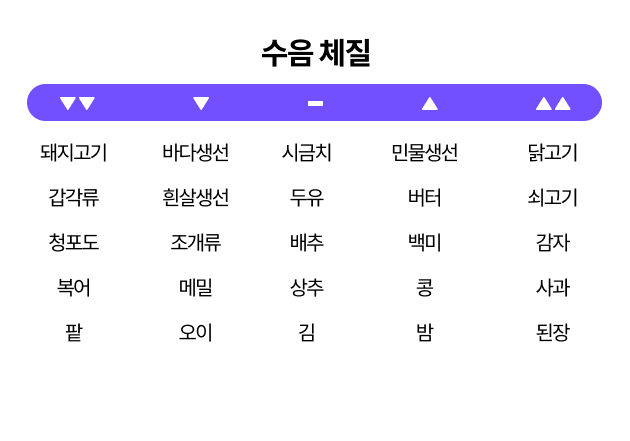 수음 체질
▼▼ ▼ ━ ▲ ▲▲
돼지고기 바다생선 시금치 민물생선 닭고기
갑각류 흰살생선 두유 버터 쇠고기
청포도 조개류 배추 백미 감자
복어 메밀 상추 콩 사과
팥 오이 김 밤 된장